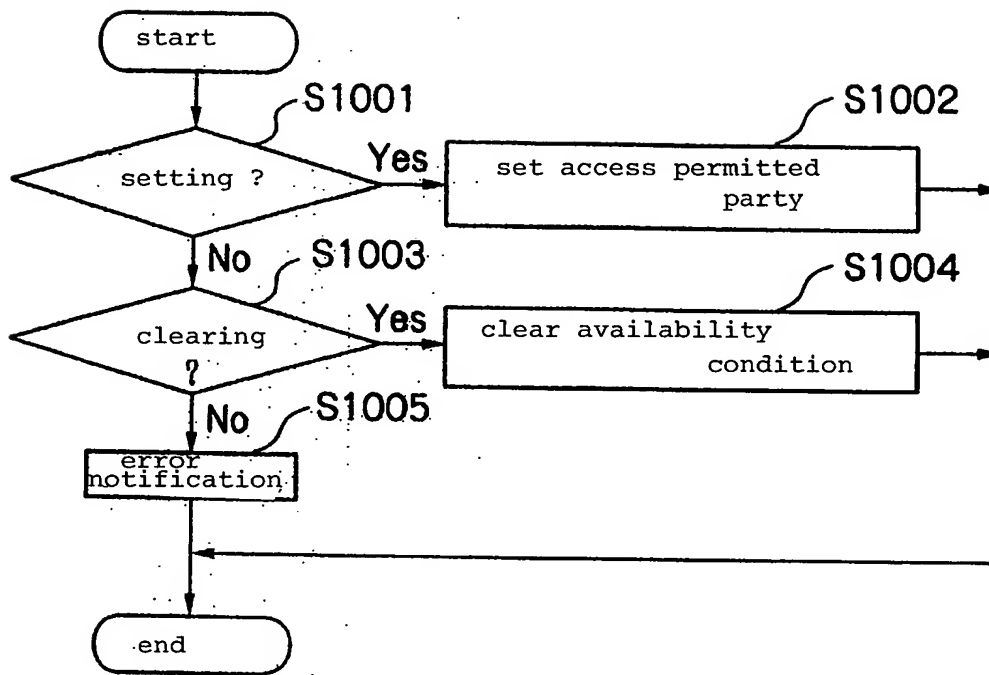 start
S1001
S1002
setting ?
Yes
set access permitted
party
No
S1003
S1004
clearing
?
Yes
clear availability
condition
No
S1005
error
notification
end